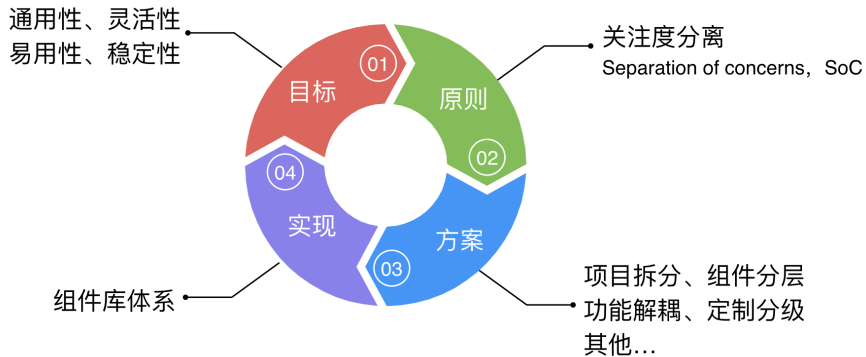 通用性、灵活性
易用性、稳定性
01
目标
关注度分离
Separation of concerns，SoC
原则
02
04
实现
组件库体系
方案
03
项目拆分、组件分层
功能解耦、定制分级
其他...